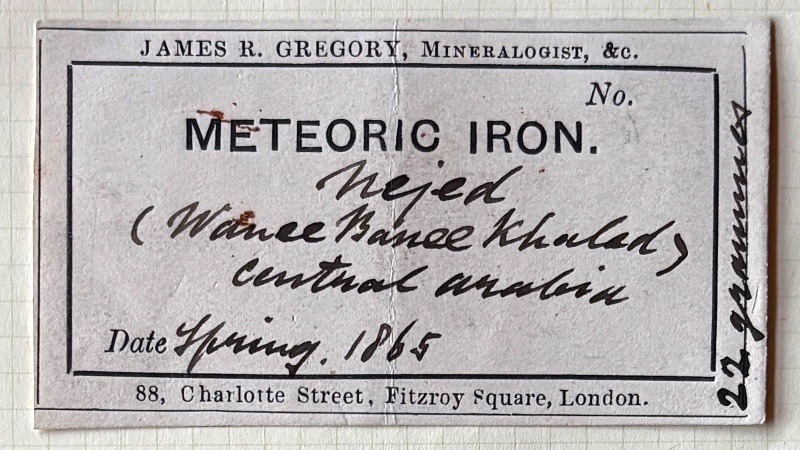 JAMES R. GREGORY, MINERALOGIST, &c.
No.
METEORIC IRON.
Nejed
(Wanee Banee Khalad)
central arabia
Date Spring. 1865
88, Charlotte Street, Fitzroy Square, London.
22 grammes